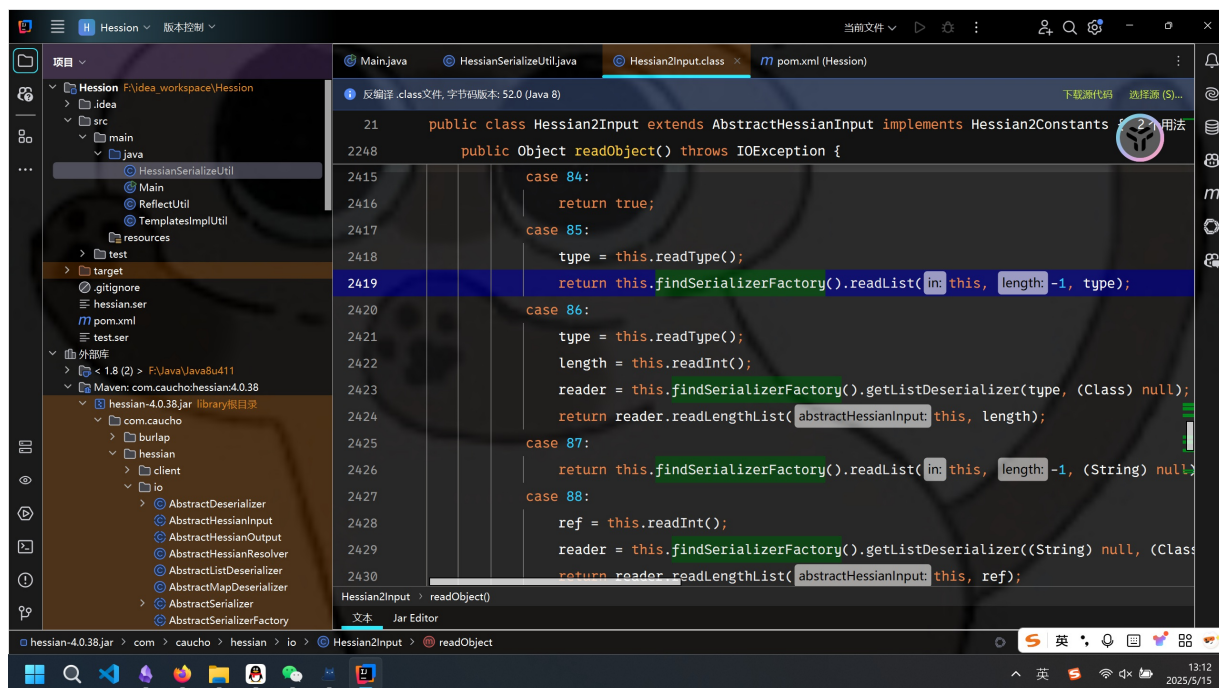 H Hession 版本控制 当前文件
项目
Main.java HessianSerializeUtil.java Hessian2Input.class pom.xml (Hession)
反编译 .class文件, 字节码版本: 52.0 (Java 8) 下载源代码 选择源 (S)...
Hession F:\idea_workspace\Hession
.idea
src
main
java
HessianSerializeUtil
Main
ReflectUtil
TemplatesImplUtil
resources
test
target
.gitignore
hessian.ser
pom.xml
test.ser
外部库
< 1.8 (2) > F:\Java\Java8u411
Maven: com.caucho:hessian:4.0.38
hessian-4.0.38.jar library根目录
com.caucho
burlap
hessian
client
io
AbstractDeserializer
AbstractHessianInput
AbstractHessianOutput
AbstractHessianResolver
AbstractListDeserializer
AbstractMapDeserializer
AbstractSerializer
AbstractSerializerFactory
21 public class Hessian2Input extends AbstractHessianInput implements Hessian2Constants { 2个用法
2248 public Object readObject() throws IOException {
2415 case 84:
2416 return true;
2417 case 85:
2418 type = this.readType();
2419 return this.findSerializerFactory().readList( in: this, length: -1, type);
2420 case 86:
2421 type = this.readType();
2422 length = this.readInt();
2423 reader = this.findSerializerFactory().getListDeserializer(type, (Class) null);
2424 return reader.readLengthList( abstractHessianInput: this, length);
2425 case 87:
2426 return this.findSerializerFactory().readList( in: this, length: -1, (String) null)
2427 case 88:
2428 ref = this.readInt();
2429 reader = this.findSerializerFactory().getListDeserializer((String) null, (Class
2430 return reader.readLengthList( abstractHessianInput: this, ref);
Hessian2Input > readObject()
文本 Jar Editor
hessian-4.0.38.jar > com > caucho > hessian > io > Hessian2Input > readObject
英
英
13:12
2025/5/15